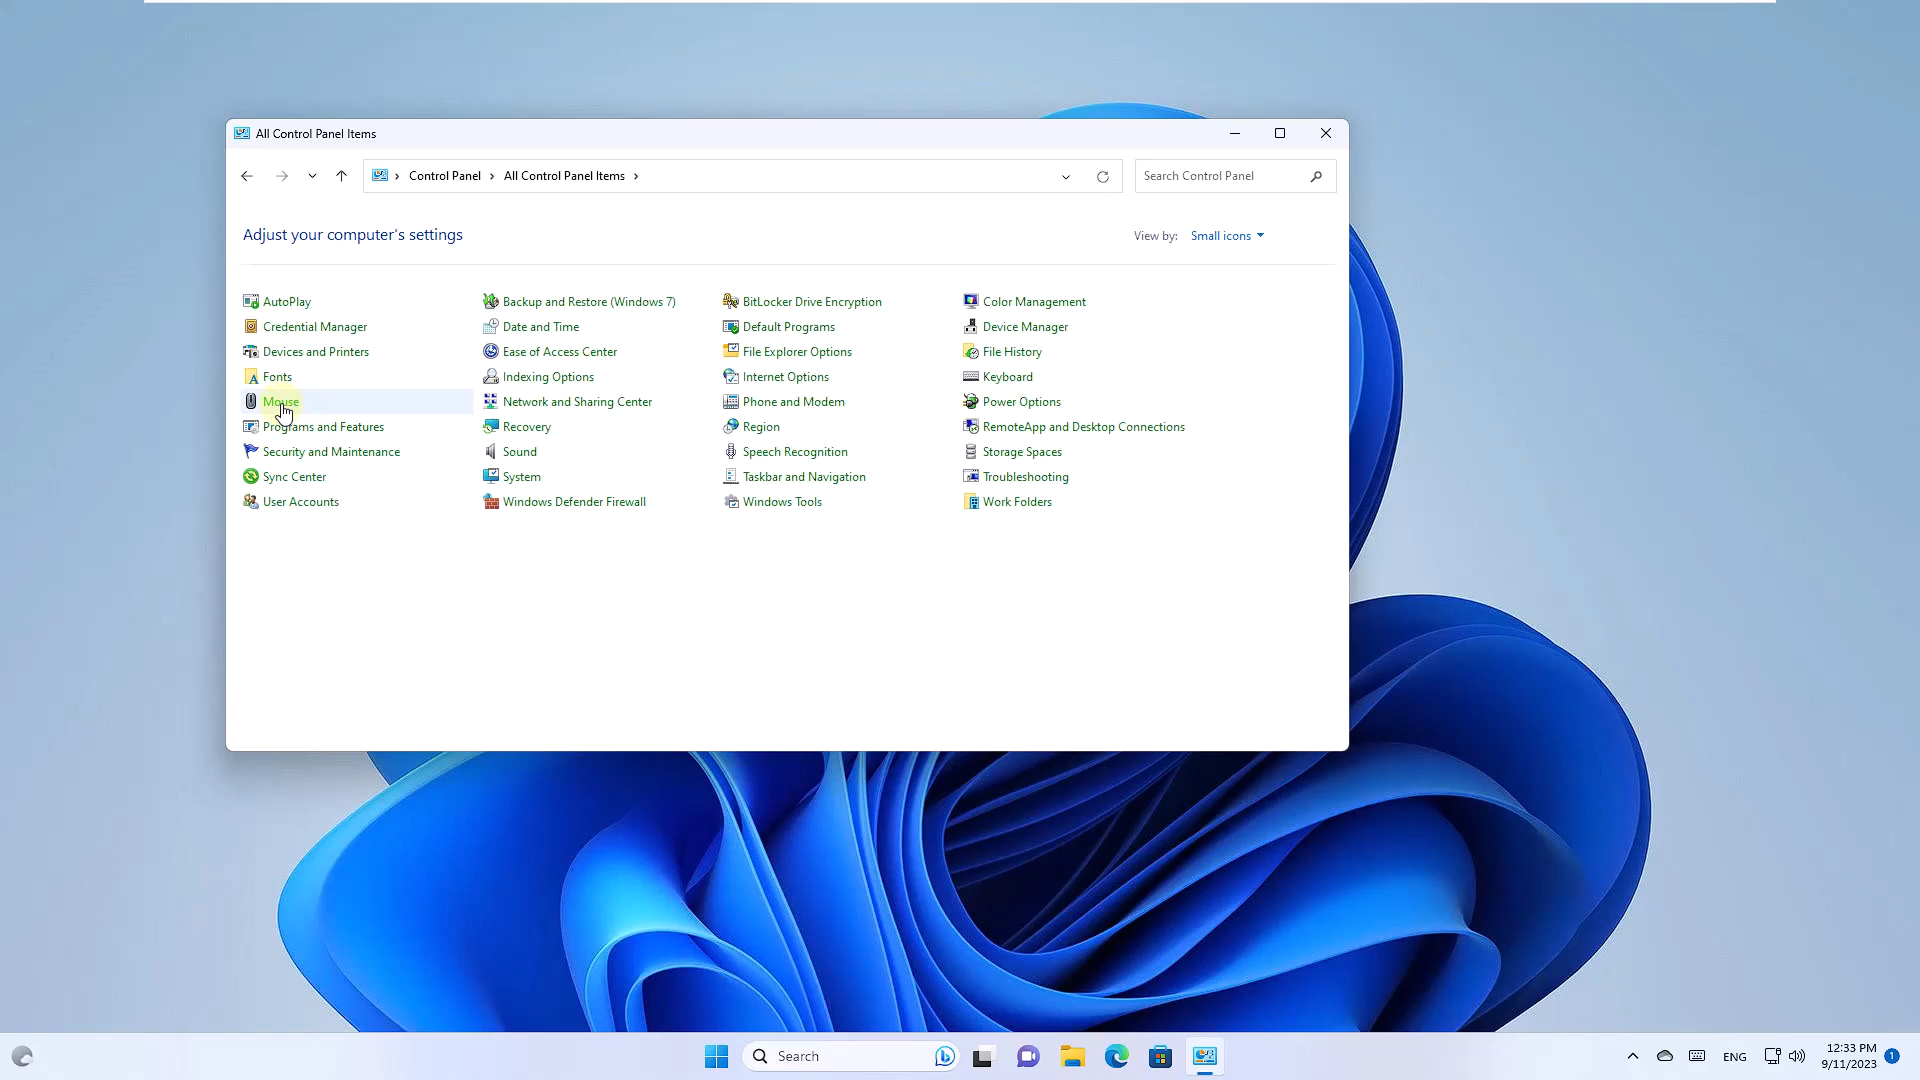 All Control Panel Items
Control Panel > All Control Panel Items >
Search Control Panel
Adjust your computer's settings
View by: Small icons
AutoPlay Backup and Restore (Windows 7) BitLocker Drive Encryption Color Management
Credential Manager Date and Time Default Programs Device Manager
Devices and Printers Ease of Access Center File Explorer Options File History
Fonts Indexing Options Internet Options Keyboard
Mouse Network and Sharing Center Phone and Modem Power Options
Programs and Features Recovery Region RemoteApp and Desktop Connections
Security and Maintenance Sound Speech Recognition Storage Spaces
Sync Center System Taskbar and Navigation Troubleshooting
User Accounts Windows Defender Firewall Windows Tools Work Folders
Search
ENG
12:33 PM
9/11/2023
1